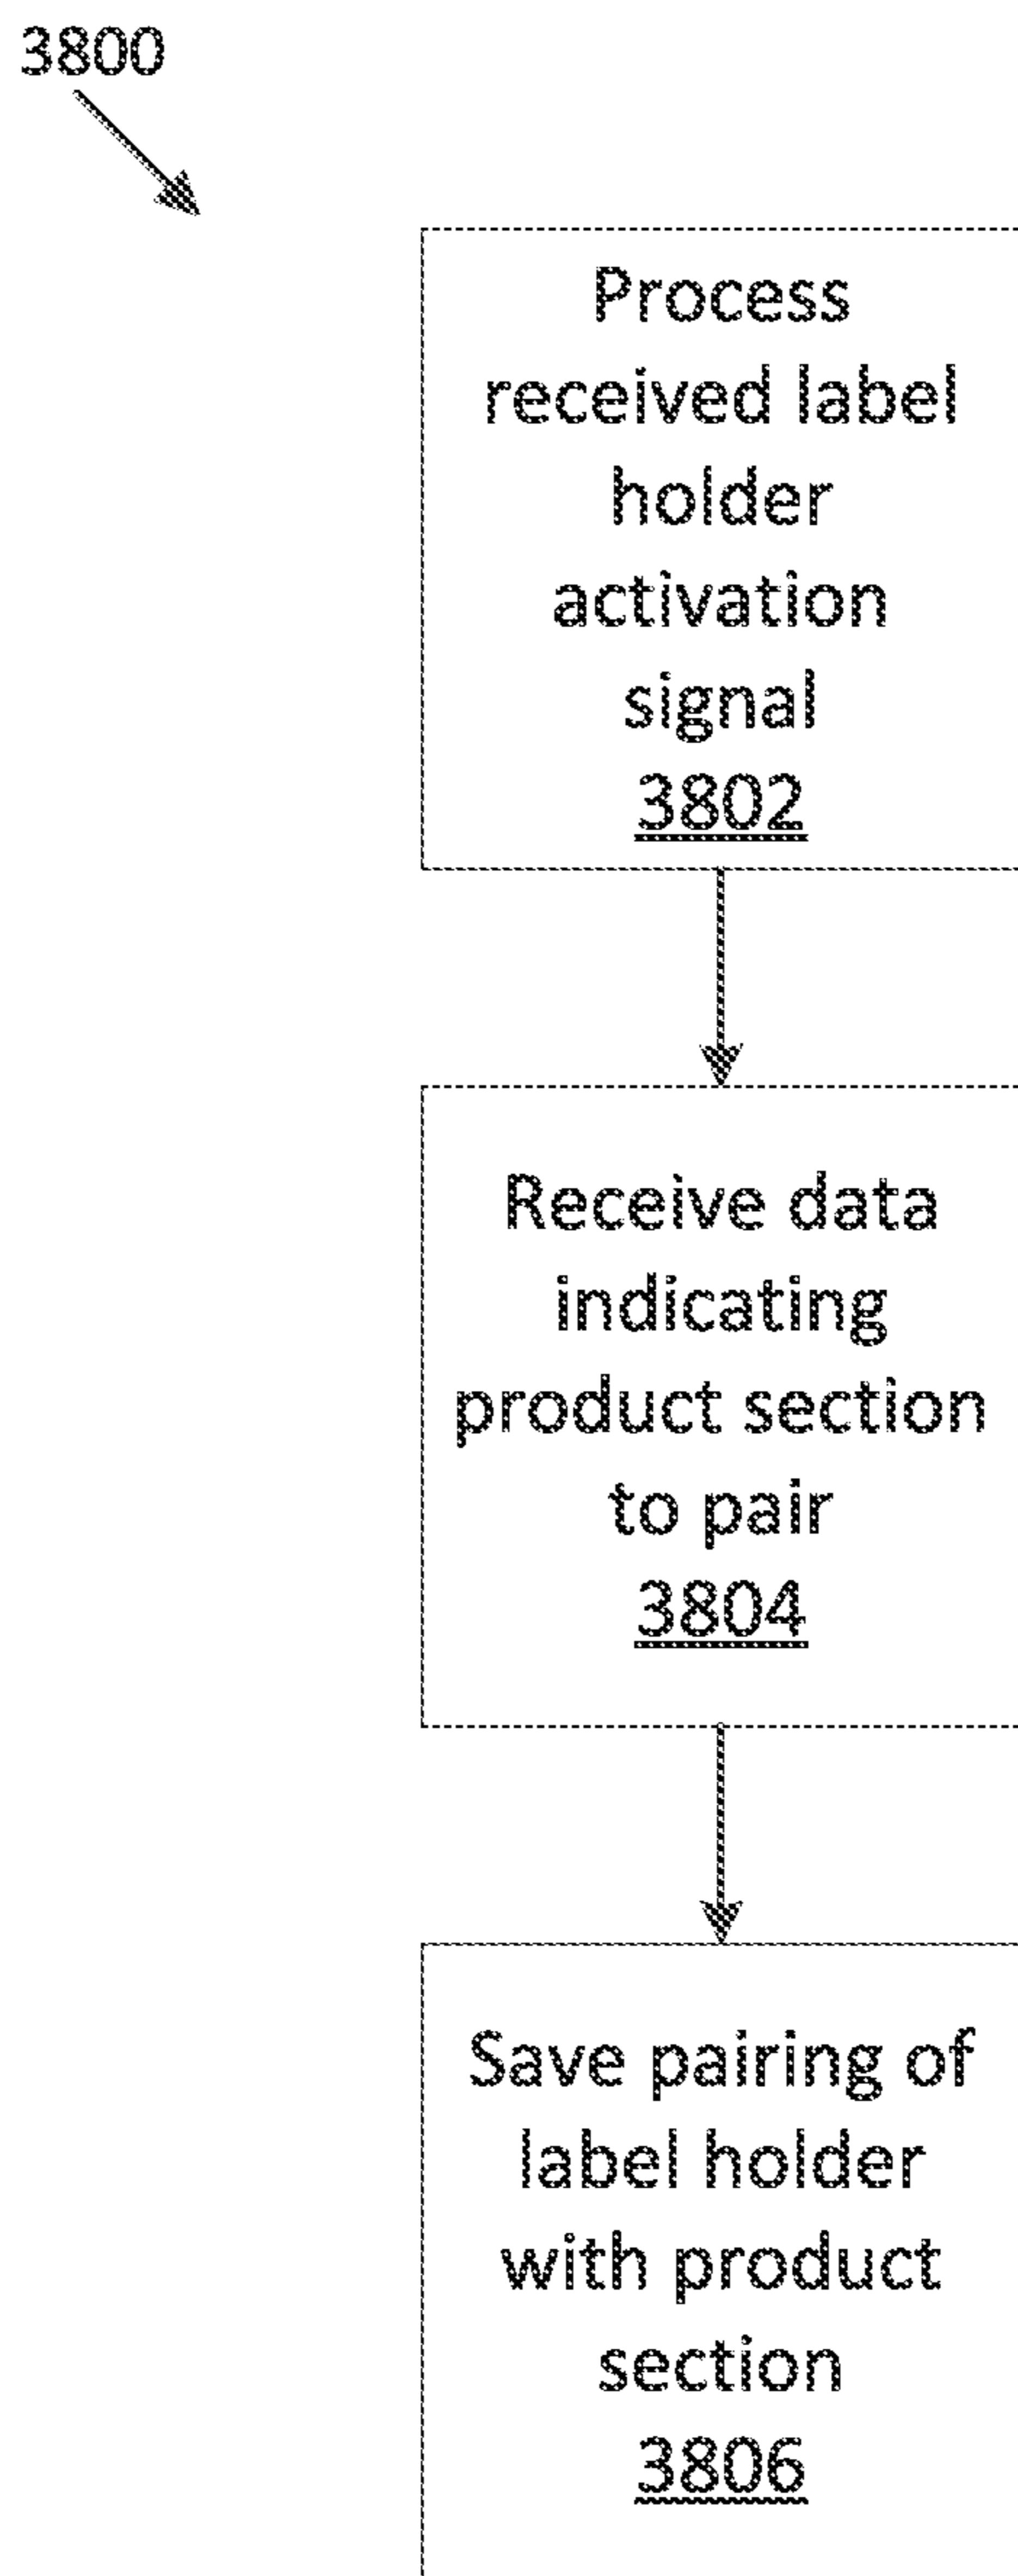 3800
Process
received label
holder
activation
signal
3802
Receive data
indicating
product section
to pair
3804
Save pairing of
label holder
with product
section
3806